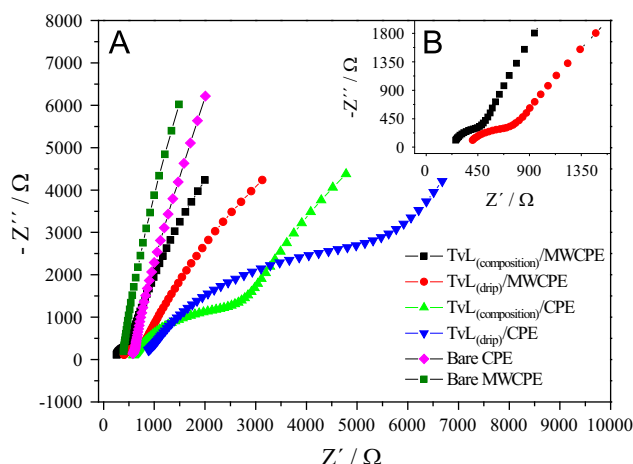 A
B
8000
7000
6000
5000
4000
3000
2000
1000
0
-1000
- Z´´ / Ω
0 1000 2000 3000 4000 5000 6000 7000 8000 9000 10000
Z´ / Ω
1800
1350
900
450
0
-Z´´ / Ω
0 450 900 1350
Z´ / Ω
TvL(composition)/MWCPE
TvL(drip)/MWCPE
TvL(composition)/CPE
TvL(drip)/CPE
Bare CPE
Bare MWCPE